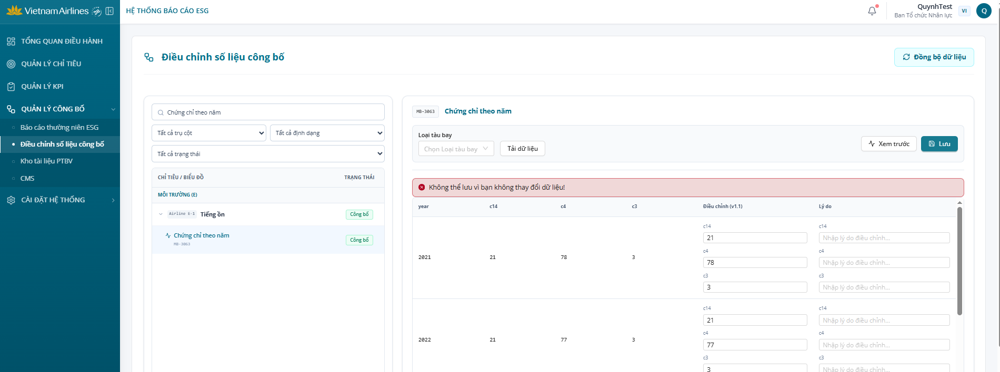 Vietnam Airlines
HỆ THỐNG BÁO CÁO ESG
QuynhTest
Ban Tổ chức Nhân lực
VI
Q
TỔNG QUAN ĐIỀU HÀNH
QUẢN LÝ CHỈ TIÊU
QUẢN LÝ KPI
QUẢN LÝ CÔNG BỐ
Báo cáo thường niên ESG
Điều chỉnh số liệu công bố
Kho tài liệu PTBV
CMS
CÀI ĐẶT HỆ THỐNG
Điều chỉnh số liệu công bố
Đồng bộ dữ liệu
Chứng chỉ theo năm
Tất cả trụ cột
Tất cả định dạng
Tất cả trạng thái
CHỈ TIÊU / BIỂU ĐỒ TRẠNG THÁI
MÔI TRƯỜNG (E)
Airline E-1 Tiếng ồn Công bố
Chứng chỉ theo năm Công bố
MB-3063
MB-3063 Chứng chỉ theo năm
Loại tàu bay
Chọn Loại tàu bay
Tải dữ liệu
Xem trước
Lưu
Không thể lưu vì bạn không thay đổi dữ liệu!
year c14 c4 c3 Điều chỉnh (v1.1) Lý do
c14 c14
21 Nhập lý do điều chỉnh...
c4 c4
2021 21 78 3 78 Nhập lý do điều chỉnh...
c3 c3
3 Nhập lý do điều chỉnh...
c14 c14
21 Nhập lý do điều chỉnh...
c4 c4
2022 21 77 3 77 Nhập lý do điều chỉnh...
c3 c3
3 Nhập lý do điều chỉnh...